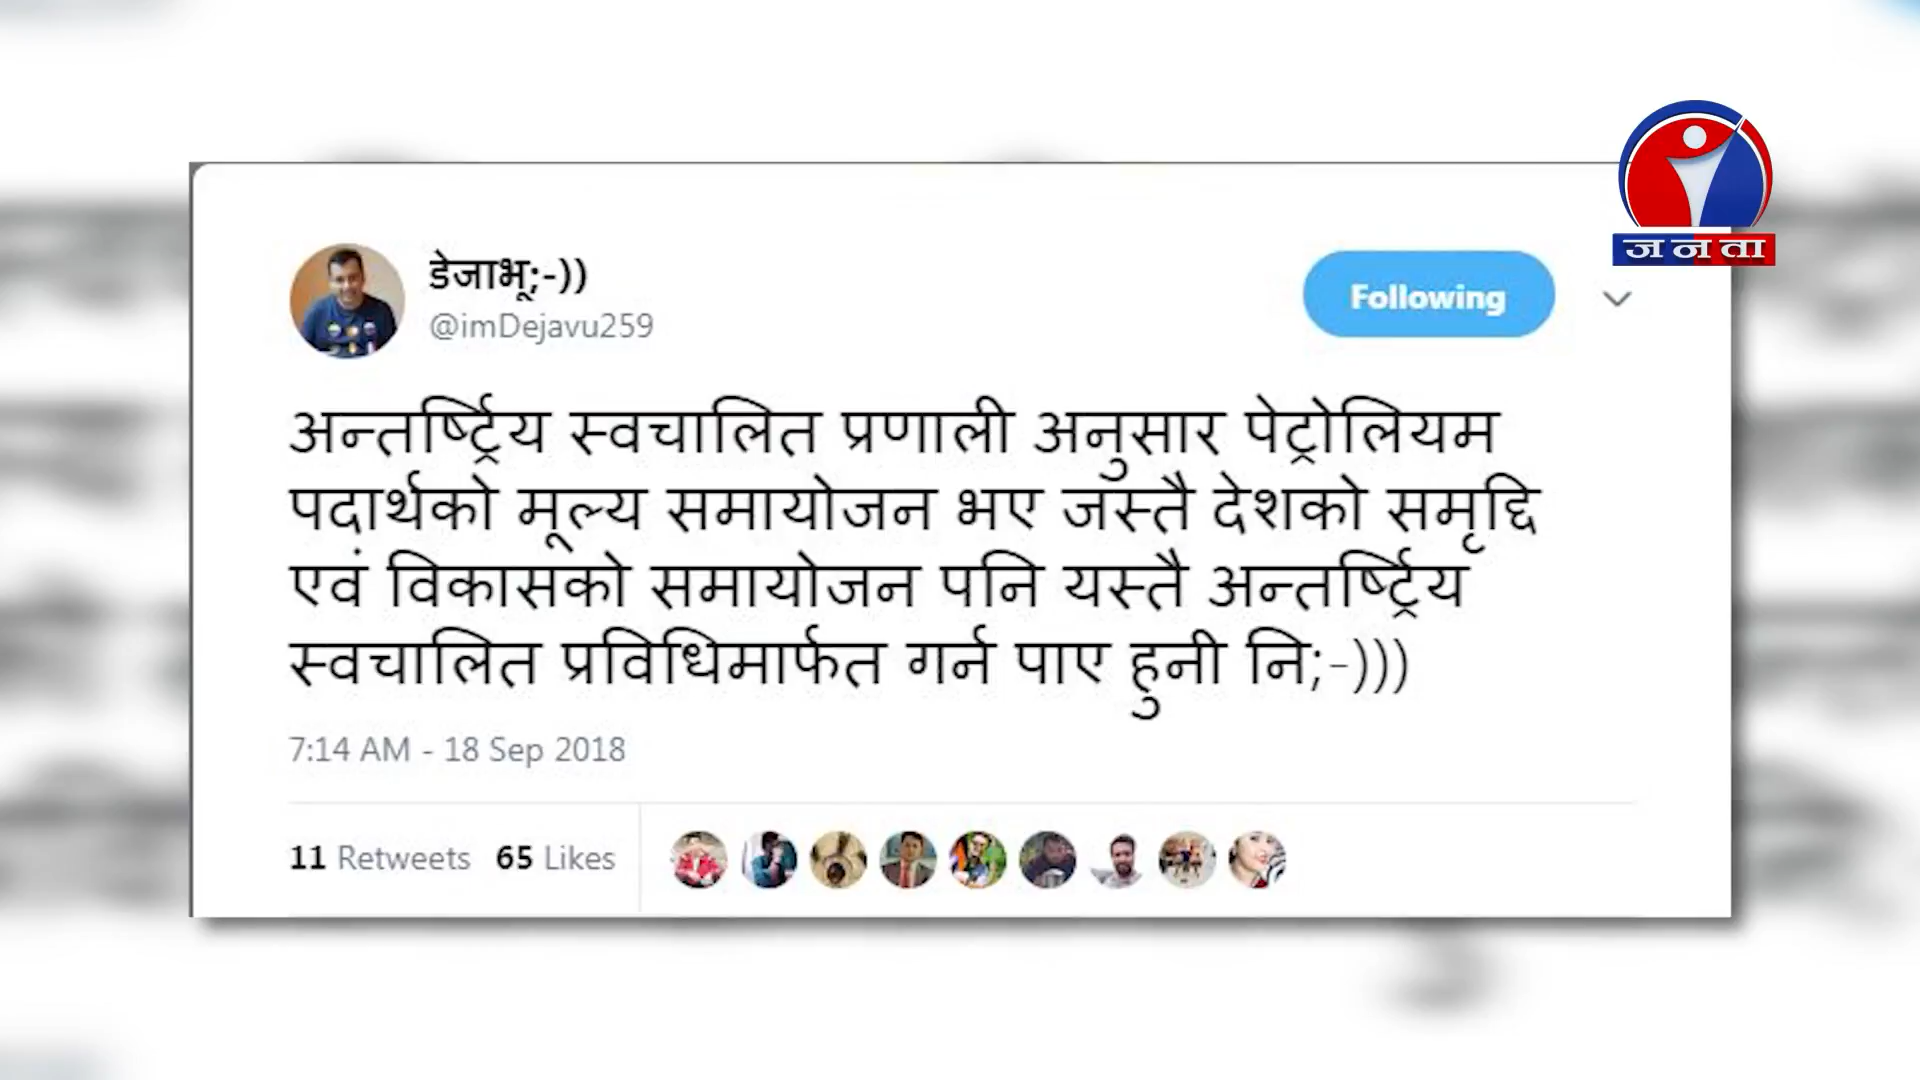 जनता
डेजाभू;-))
@imDejavu259
Following
अन्तर्ष्ट्रिय स्वचालित प्रणाली अनुसार पेट्रोलियम
पदार्थको मूल्य समायोजन भए जस्तै देशको समृद्दि
एवं विकासको समायोजन पनि यस्तै अन्तर्ष्ट्रिय
स्वचालित प्रविधिमार्फत गर्न पाए हुनी नि;-)))
7:14 AM - 18 Sep 2018
11 Retweets 65 Likes